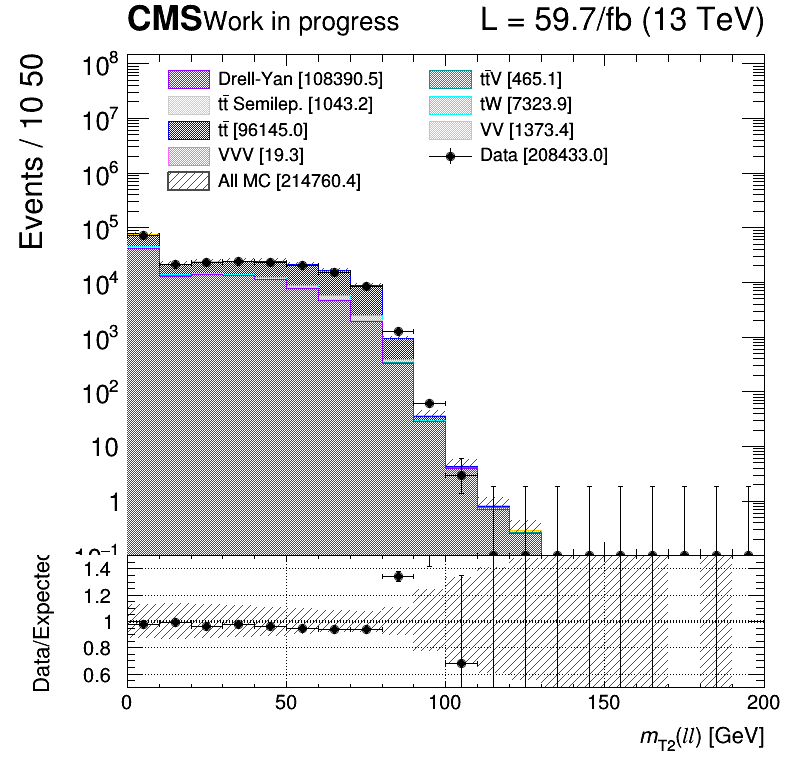 CMS Work in progress L = 59.7/fb (13 TeV)
Events / 10 50
10⁸
10⁷
10⁶
10⁵
10⁴
10³
10²
10
1
10⁻¹
Drell-Yan [108390.5]
tt̄ Semilep. [1043.2]
tt̄ [96145.0]
VVV [19.3]
All MC [214760.4]
tt̄V [465.1]
tW [7323.9]
VV [1373.4]
Data [208433.0]
Data/Expected
1.4
1.2
1
0.8
0.6
0 50 100 150 200
m_T2(ll) [GeV]